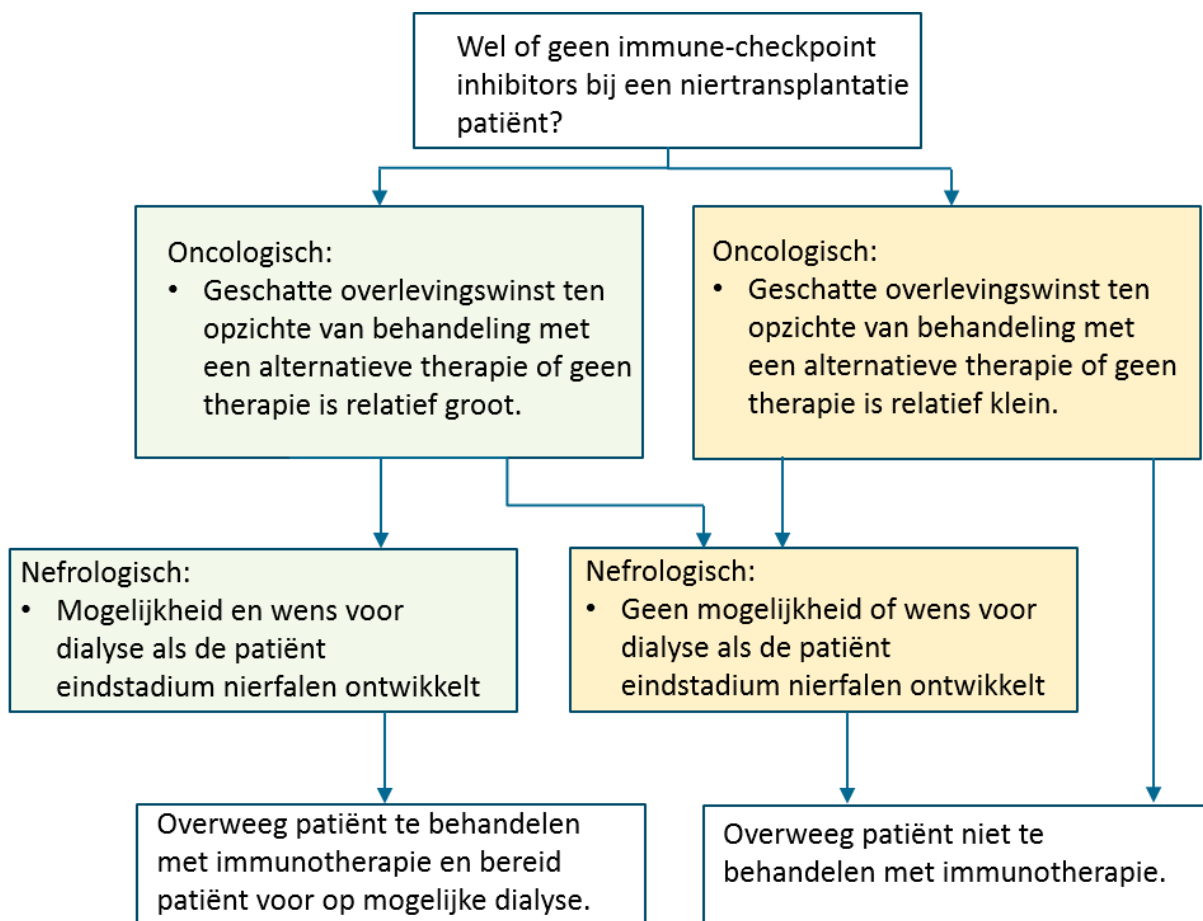 Wel of geen immune-checkpoint
inhibitors bij een niertransplantatie
patiënt?
Oncologisch:
• Geschatte overlevingswinst ten
opzichte van behandeling met
een alternatieve therapie of geen
therapie is relatief groot.
Oncologisch:
• Geschatte overlevingswinst ten
opzichte van behandeling met
een alternatieve therapie of geen
therapie is relatief klein.
Nefrologisch:
• Mogelijkheid en wens voor
dialyse als de patiënt
eindstadium nierfalen ontwikkelt
Nefrologisch:
• Geen mogelijkheid of wens voor
dialyse als de patiënt
eindstadium nierfalen ontwikkelt
Overweeg patiënt te behandelen
met immunotherapie en bereid
patiënt voor op mogelijke dialyse.
Overweeg patiënt niet te
behandelen met immunotherapie.